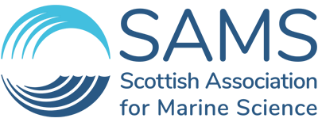 SAMS
Scottish Association
for Marine Science